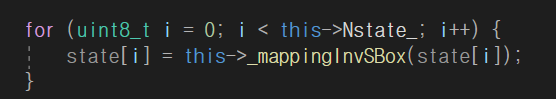 for (uint8_t i = 0; i < this->Nstate_; i++) {
    state[i] = this->_mappingInvSBox(state[i]);
}